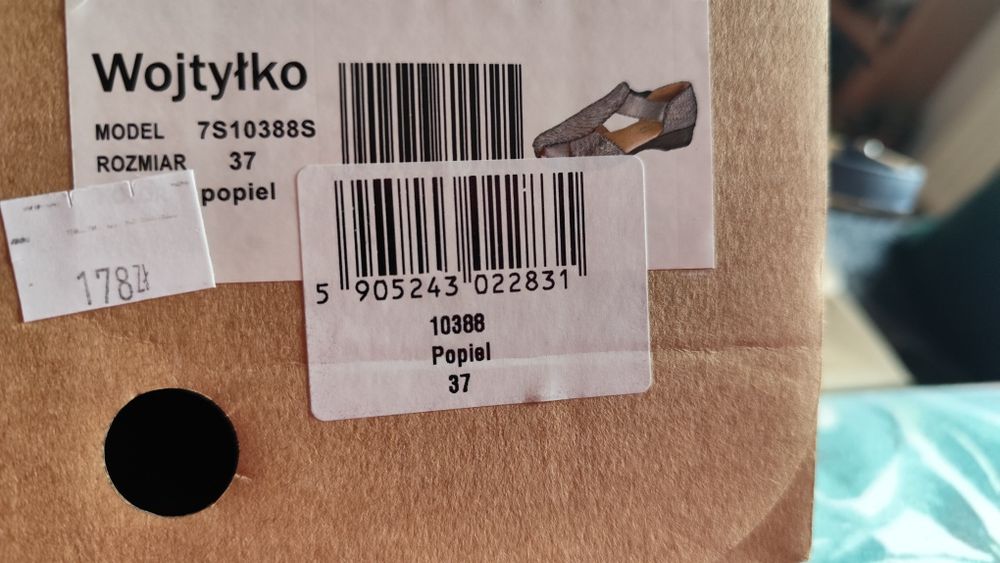 Wojtyłko
MODEL 7S10388S
ROZMIAR 37
popiel
178zł
5 905243 022831
10388
Popiel
37